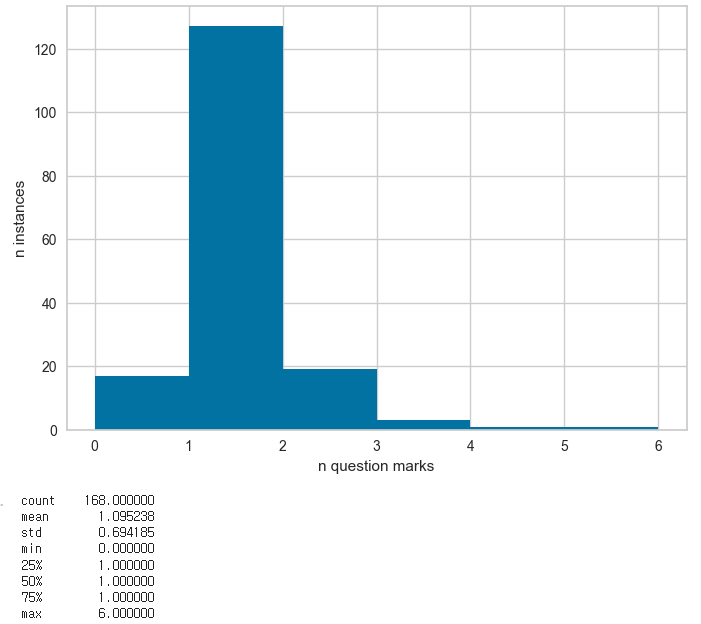 120
100
80
60
40
20
0
n instances
0 1 2 3 4 5 6
n question marks
count 168.000000
mean 1.095238
std 0.694185
min 0.000000
25% 1.000000
50% 1.000000
75% 1.000000
max 6.000000